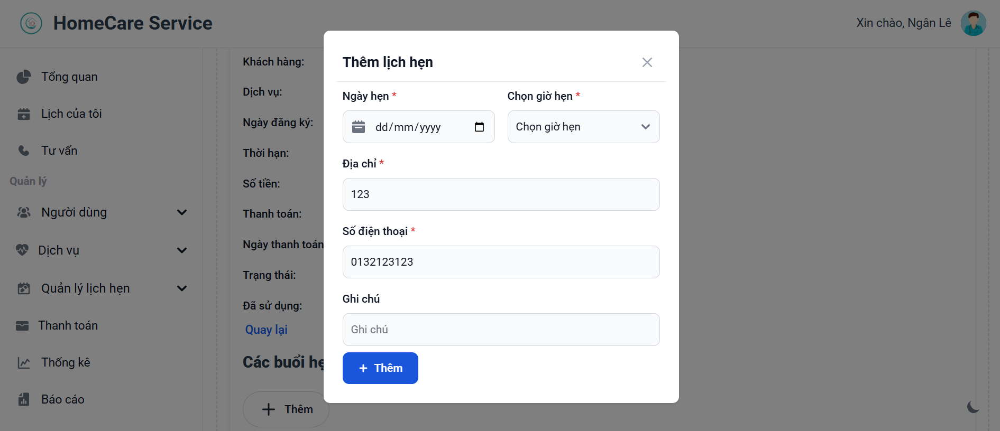 HomeCare Service
Xin chào, Ngân Lê
Tổng quan
Lịch của tôi
Tư vấn
Quản lý
Người dùng
Dịch vụ
Quản lý lịch hẹn
Thanh toán
Thống kê
Báo cáo
Khách hàng:
Dịch vụ:
Ngày đăng ký:
Thời hạn:
Số tiền:
Thanh toán:
Ngày thanh toán
Trạng thái:
Đã sử dụng:
Quay lại
Các buổi hẹ
Thêm
Thêm lịch hẹn
Ngày hẹn * Chọn giờ hẹn *
dd/mm/yyyy Chọn giờ hẹn
Địa chỉ *
123
Số điện thoại *
0132123123
Ghi chú
Ghi chú
+ Thêm